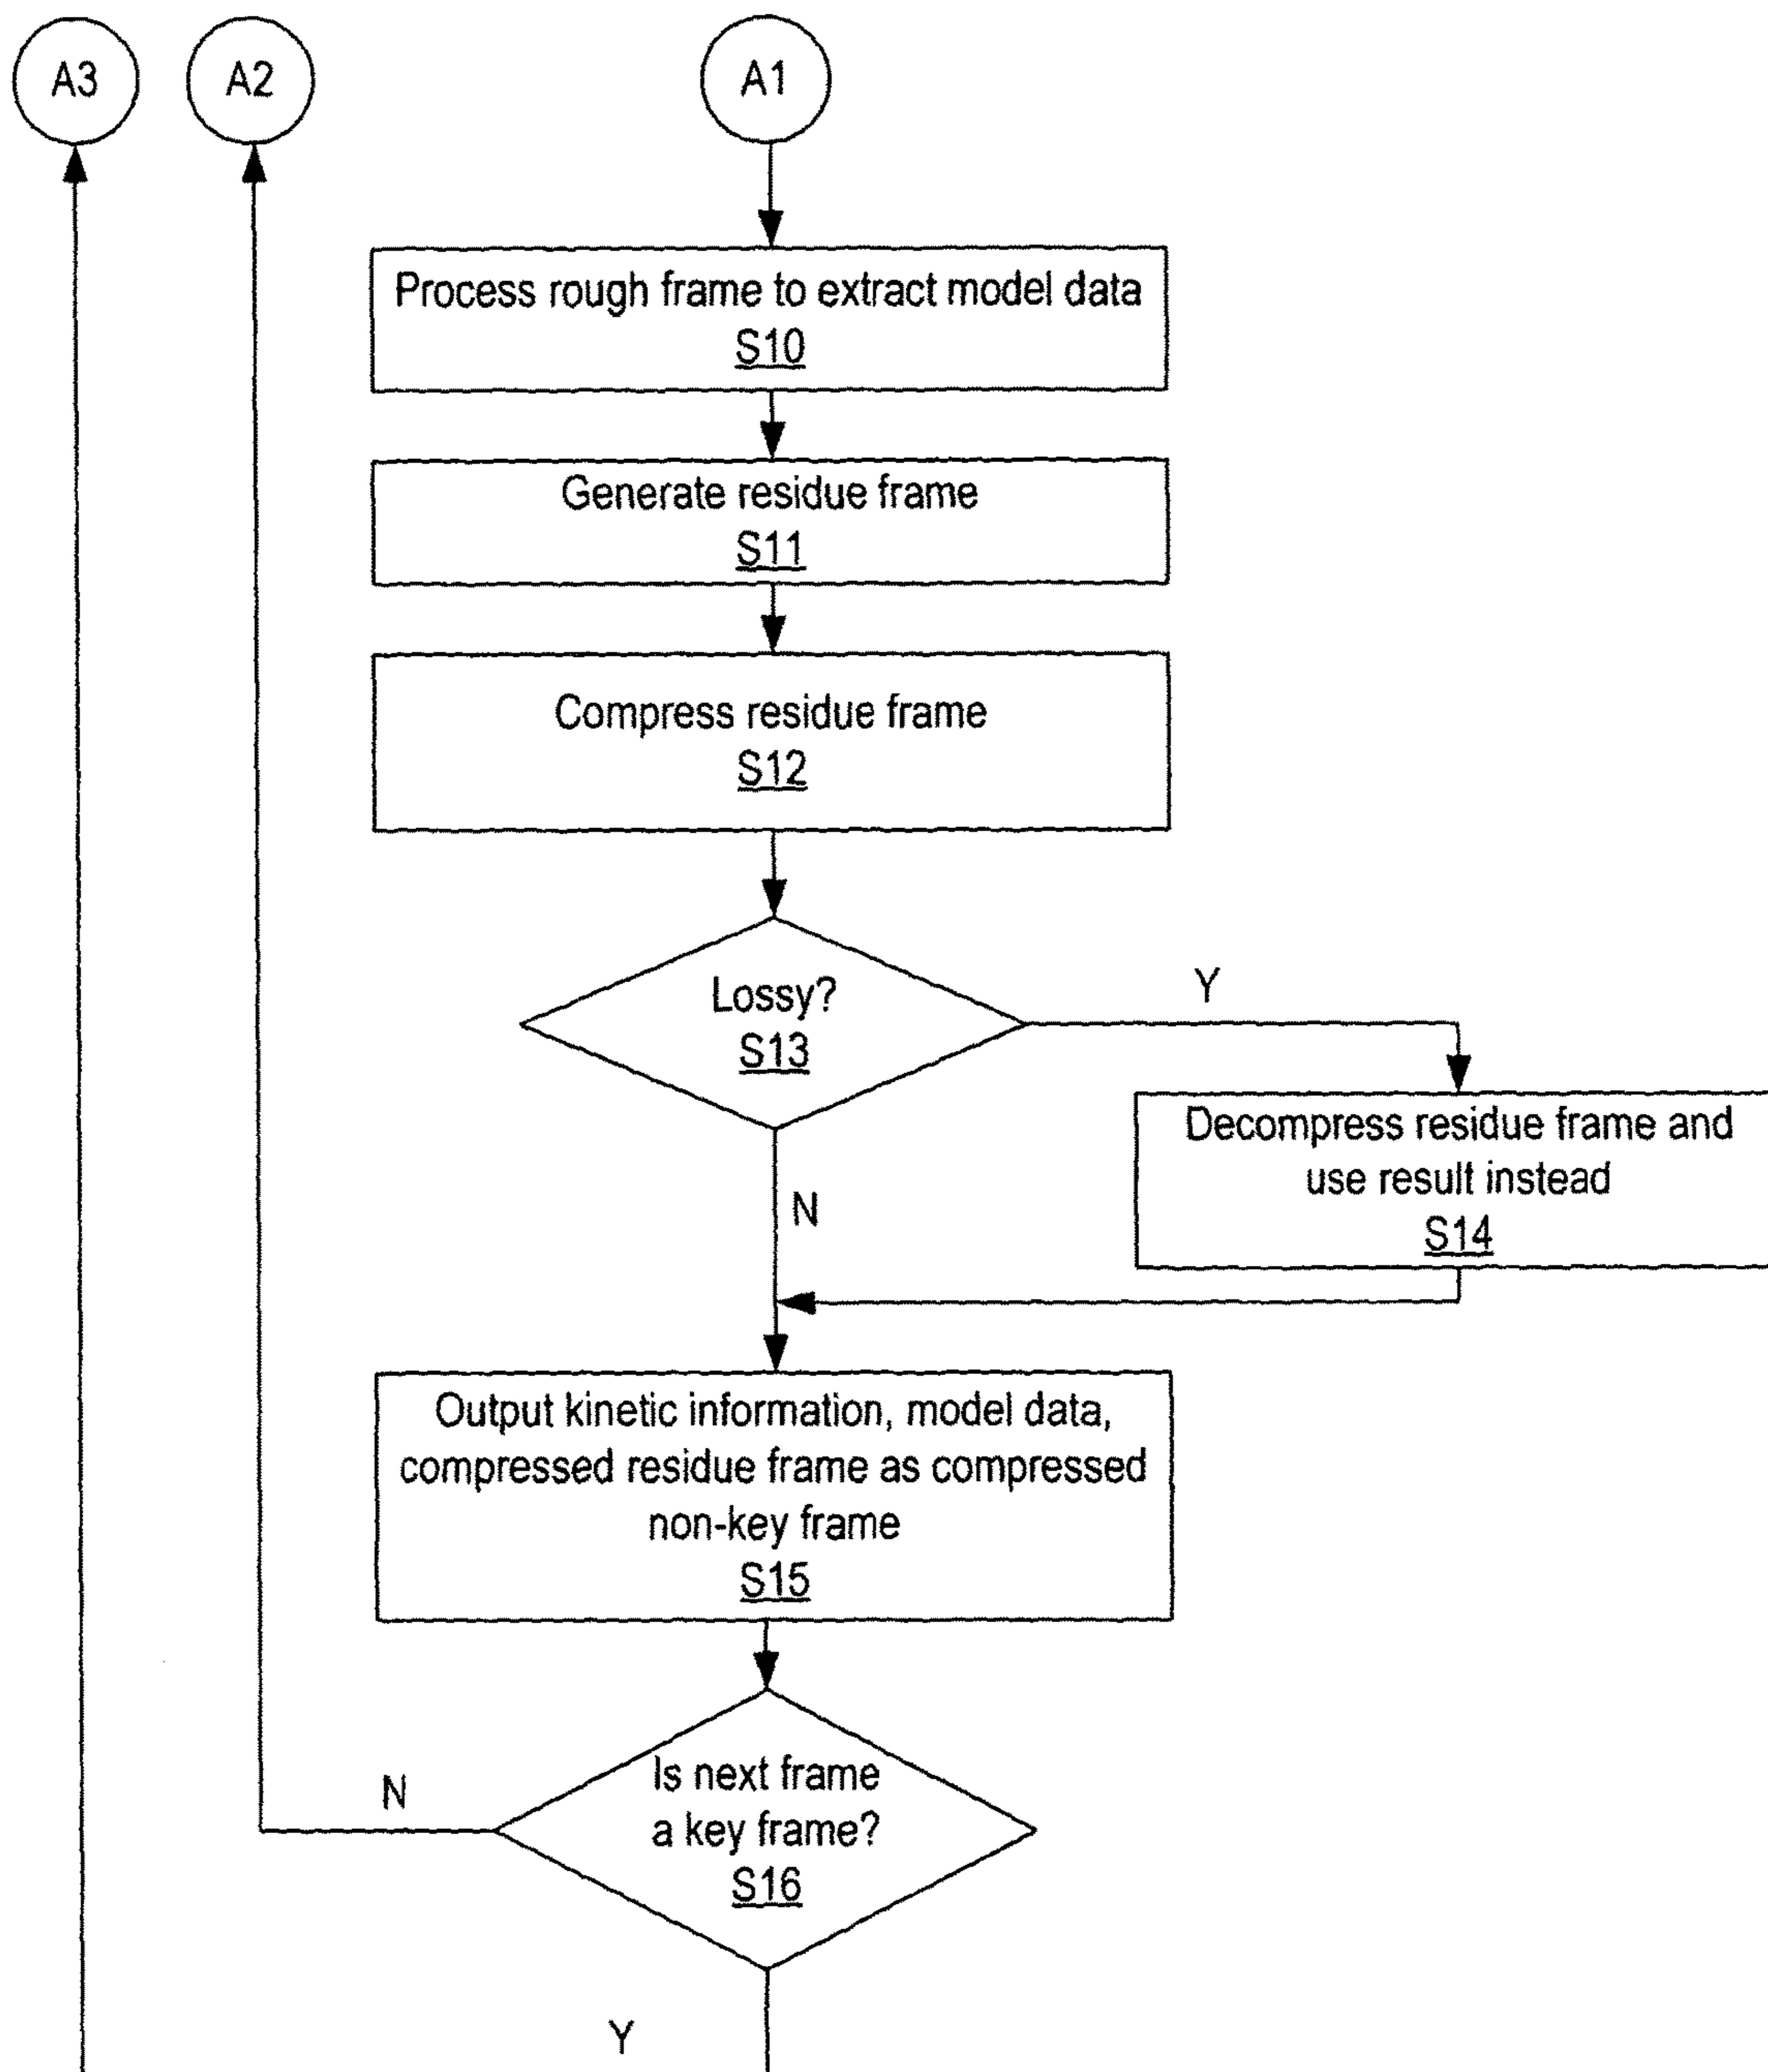 A3
A2
A1
Process rough frame to extract model data
S10
Generate residue frame
S11
Compress residue frame
S12
Lossy?
S13
Y
Decompress residue frame and
use result instead
S14
N
Output kinetic information, model data,
compressed residue frame as compressed
non-key frame
S15
Is next frame
a key frame?
S16
N
Y